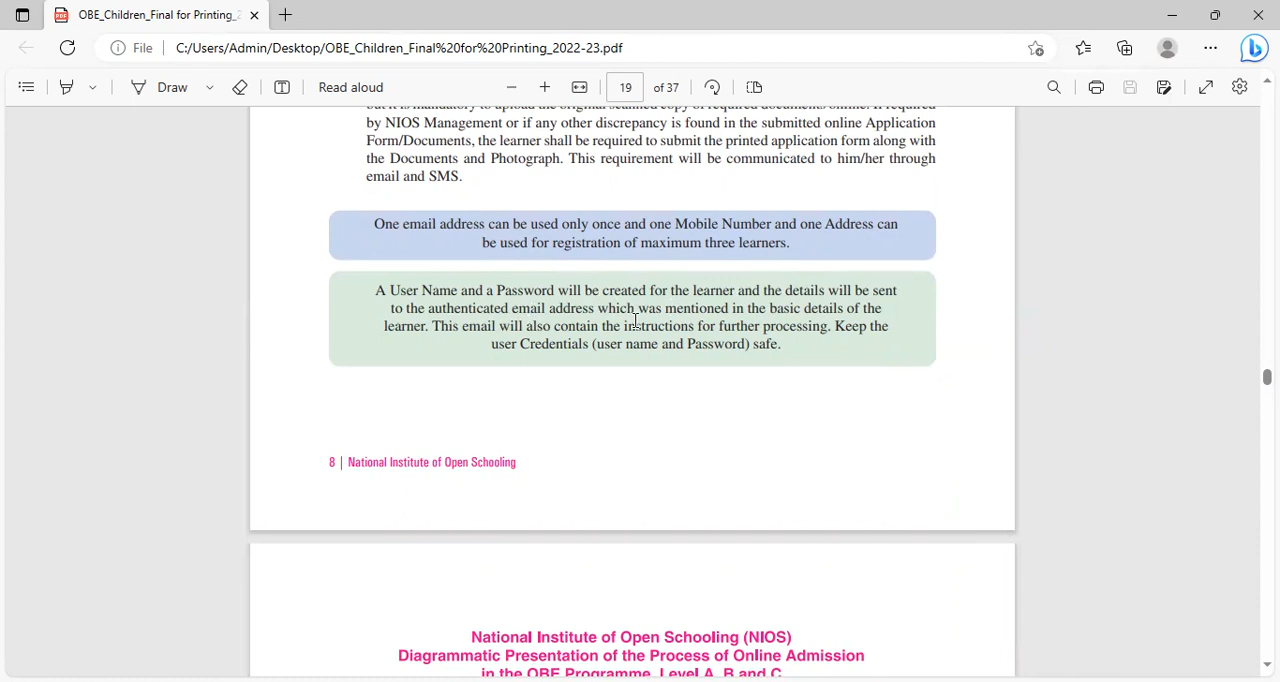 OBE_Children_Final for Printing_2
File
C:/Users/Admin/Desktop/OBE_Children_Final%20for%20Printing_2022-23.pdf
Draw
Read aloud
19
of 37
but it is mandatory to upload the original scanned copy of required documents online. If required
by NIOS Management or if any other discrepancy is found in the submitted online Application
Form/Documents, the learner shall be required to submit the printed application form along with
the Documents and Photograph. This requirement will be communicated to him/her through
email and SMS.
One email address can be used only once and one Mobile Number and one Address can
be used for registration of maximum three learners.
A User Name and a Password will be created for the learner and the details will be sent
to the authenticated email address which was mentioned in the basic details of the
learner. This email will also contain the instructions for further processing. Keep the
user Credentials (user name and Password) safe.
8 | National Institute of Open Schooling
National Institute of Open Schooling (NIOS)
Diagrammatic Presentation of the Process of Online Admission
in the OBE Programme, Level A, B and C